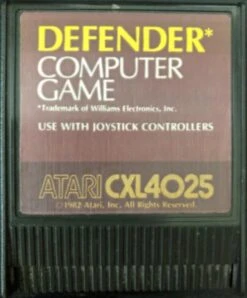 DEFENDER*
COMPUTER
GAME
*Trademark of Williams Electronics, Inc.
USE WITH JOYSTICK CONTROLLERS
ATARI CXL4025
©1982 Atari, Inc. All Rights Reserved.